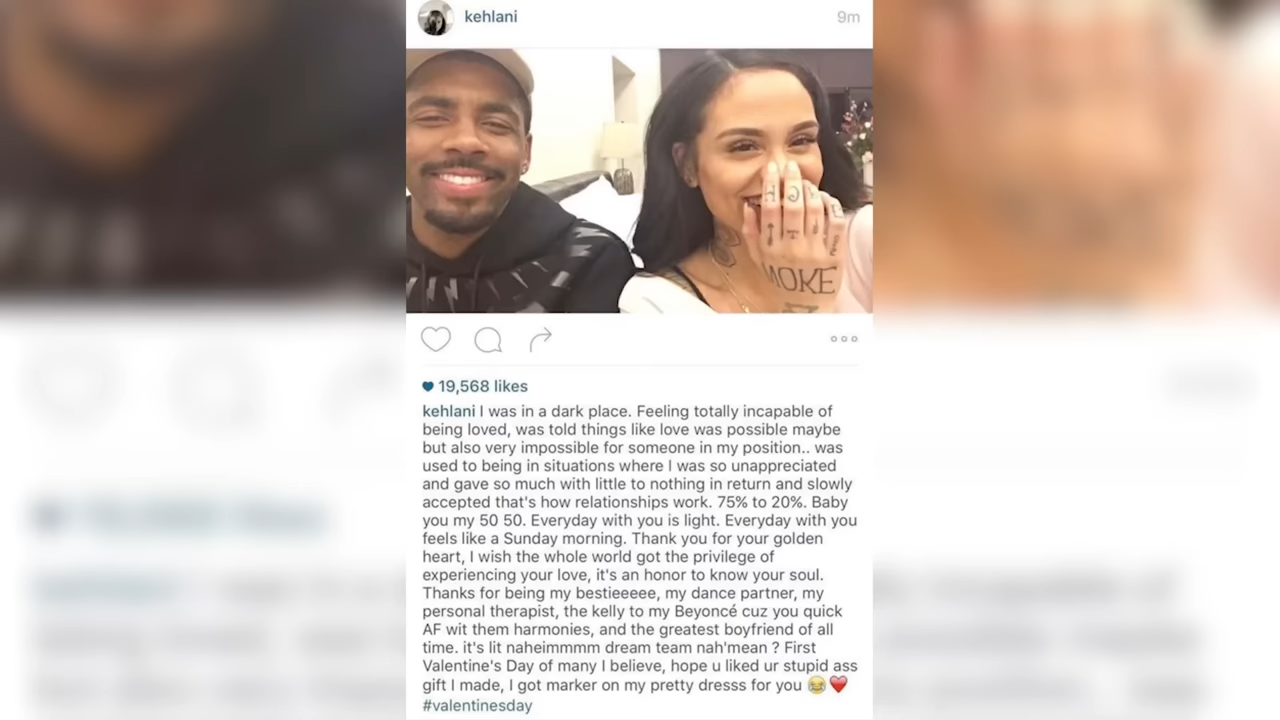 kehlani
9m
HOPE
WOKE
19,568 likes
kehlani I was in a dark place. Feeling totally incapable of
being loved, was told things like love was possible maybe
but also very impossible for someone in my position.. was
used to being in situations where I was so unappreciated
and gave so much with little to nothing in return and slowly
accepted that's how relationships work. 75% to 20%. Baby
you my 50 50. Everyday with you is light. Everyday with you
feels like a Sunday morning. Thank you for your golden
heart, I wish the whole world got the privilege of
experiencing your love, it's an honor to know your soul.
Thanks for being my bestieeeee, my dance partner, my
personal therapist, the kelly to my Beyoncé cuz you quick
AF wit them harmonies, and the greatest boyfriend of all
time. it's lit naheimmmm dream team nah'mean ? First
Valentine's Day of many I believe, hope u liked ur stupid ass
gift I made, I got marker on my pretty dresss for you 😂❤️
#valentinesday